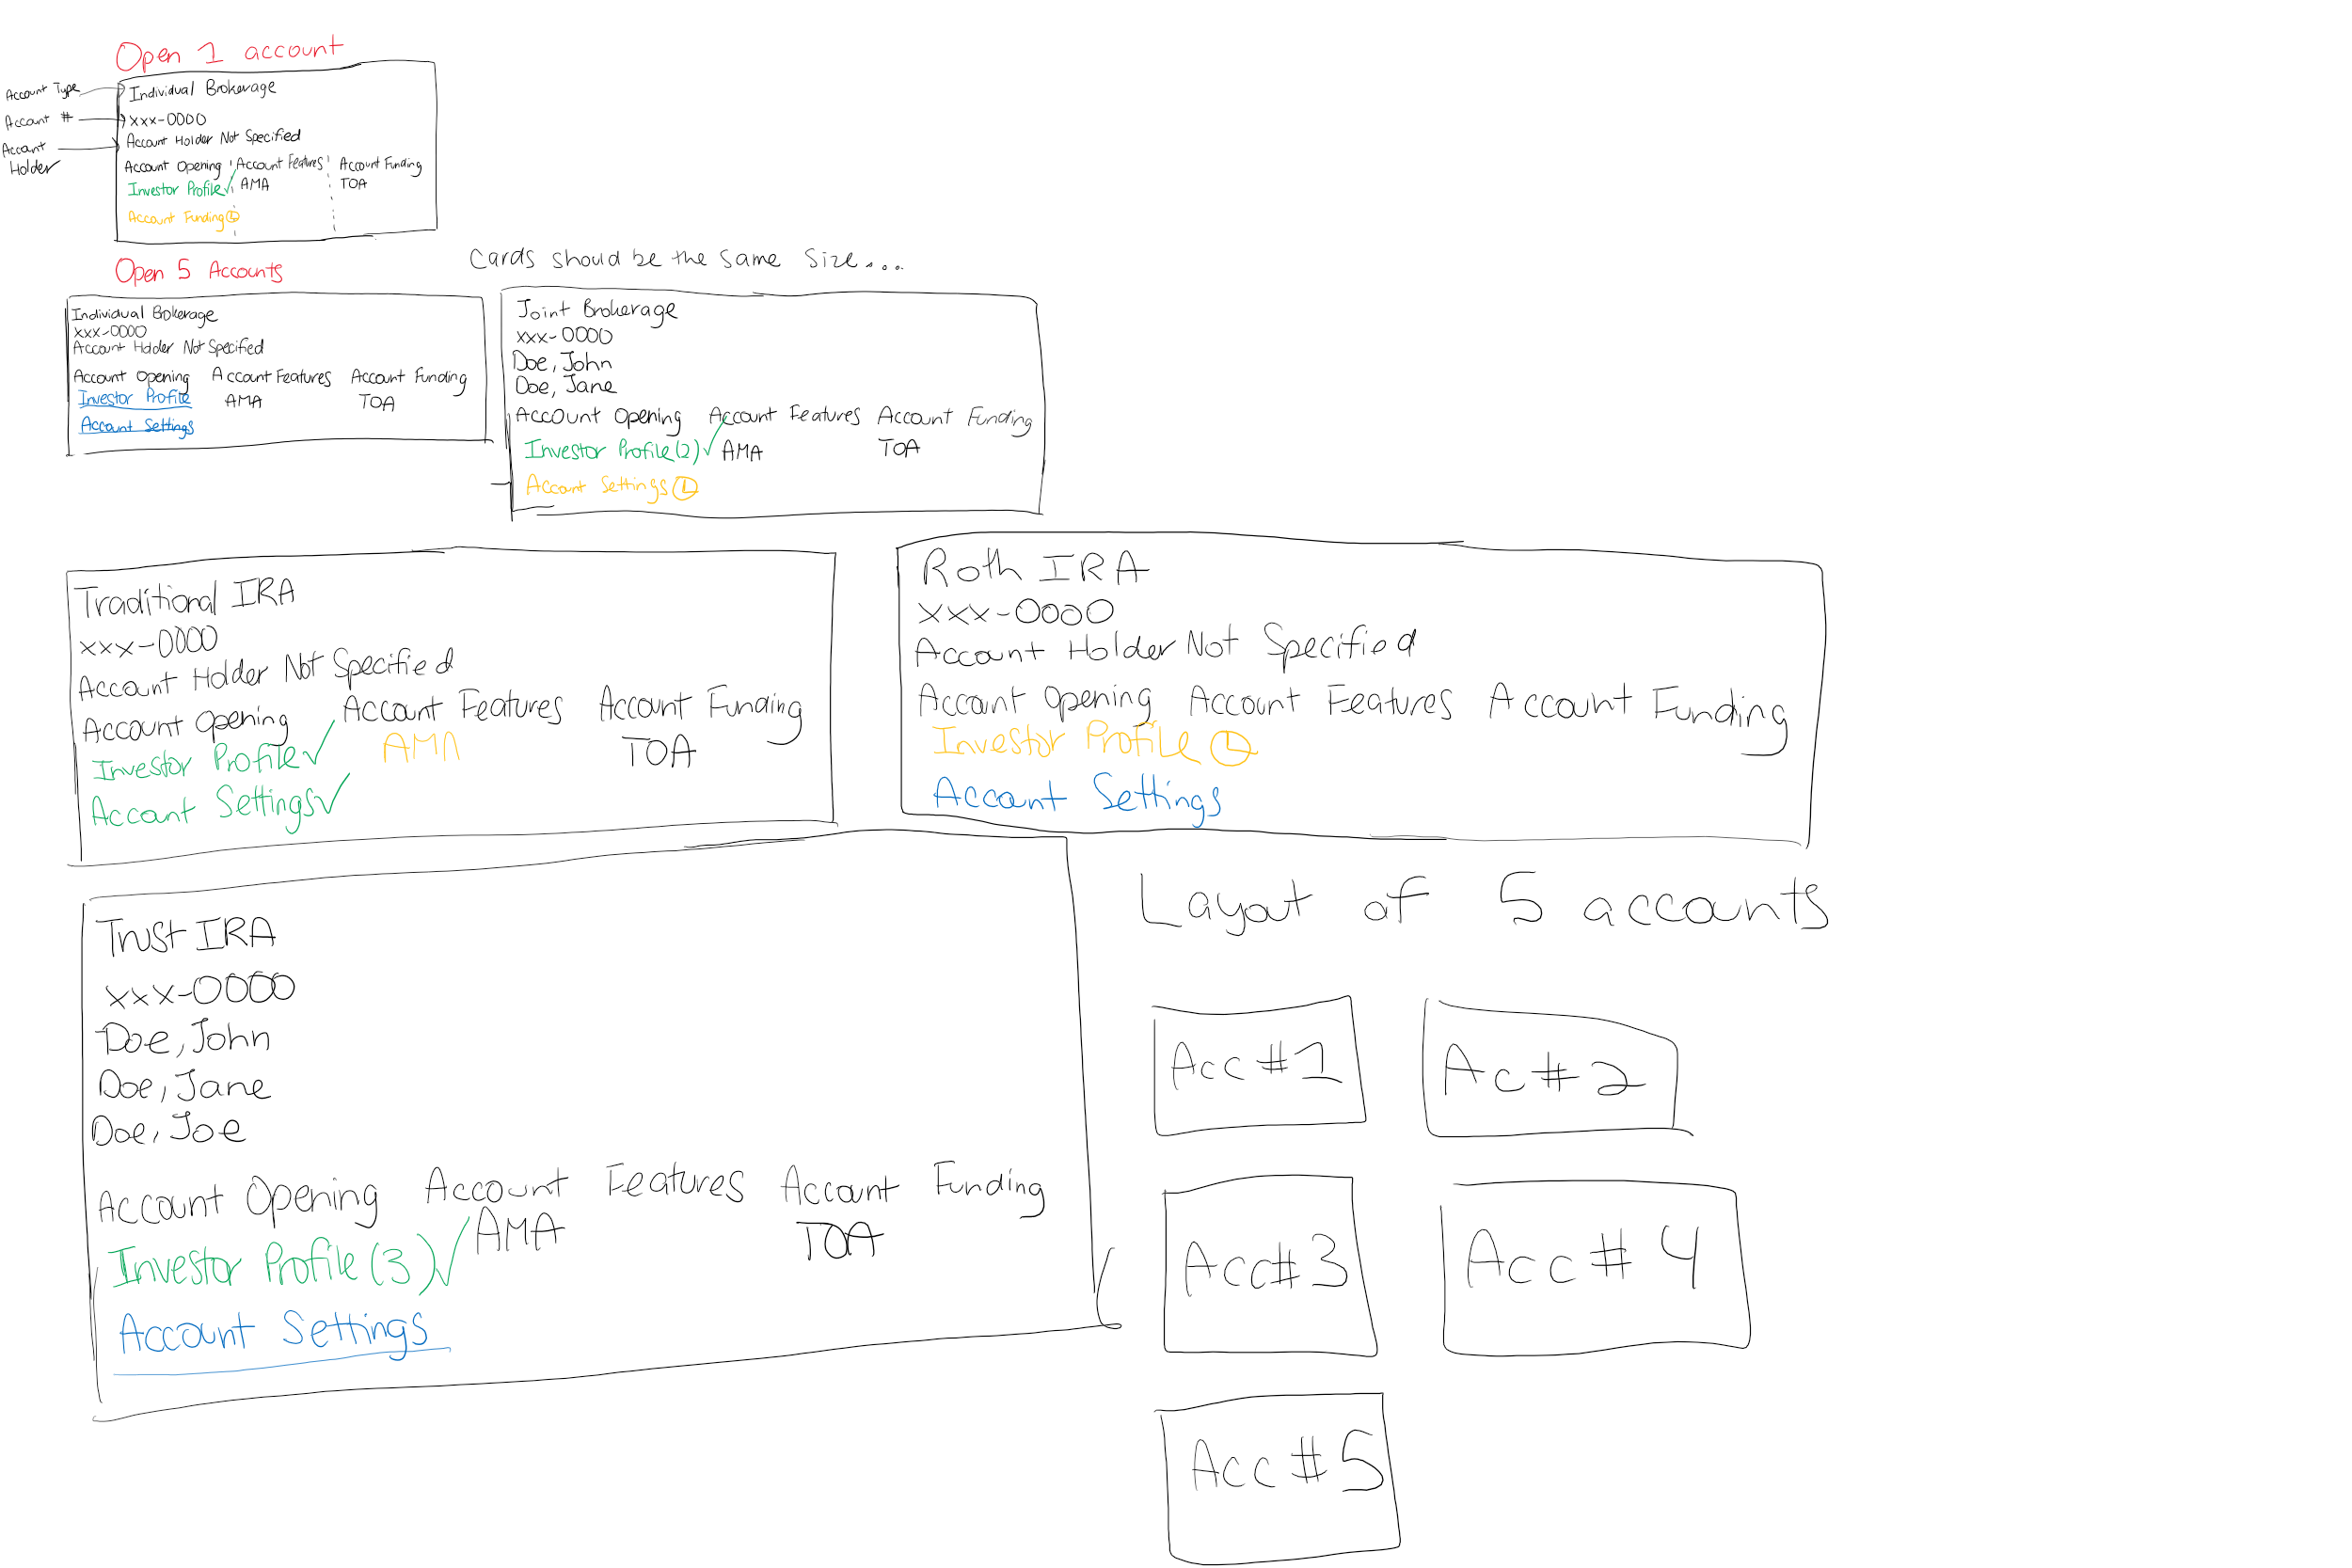 Open 1 account
Account Type
Account #
Account Holder
Individual Brokerage
xxx-0000
Account Holder Not Specified
Account Opening Account Features Account Funding
Investor Profile✓ AMA TOA
Account Funding
Open 5 Accounts
Cards should be the same size...
Individual Brokerage
xxx-0000
Account Holder Not Specified
Account Opening Account Features Account Funding
Investor Profile AMA TOA
Account Settings
Joint Brokerage
xxx-0000
Doe, John
Doe, Jane
Account Opening Account Features Account Funding
Investor Profile(2)✓ AMA TOA
Account Settings
Traditional IRA
xxx-0000
Account Holder Not Specified
Account Opening Account Features Account Funding
Investor Profile✓ AMA TOA
Account Settings✓
Roth IRA
xxx-0000
Account Holder Not Specified
Account Opening Account Features Account Funding
Investor Profile
Account Settings
Trust IRA
xxx-0000
Doe, John
Doe, Jane
Doe, Joe
Account Opening Account Features Account Funding
Investor Profile(3)✓ AMA TOA
Account Settings
Layout of 5 accounts
Acc #1
Ac #2
Acc #3
Acc # 4
Acc #5